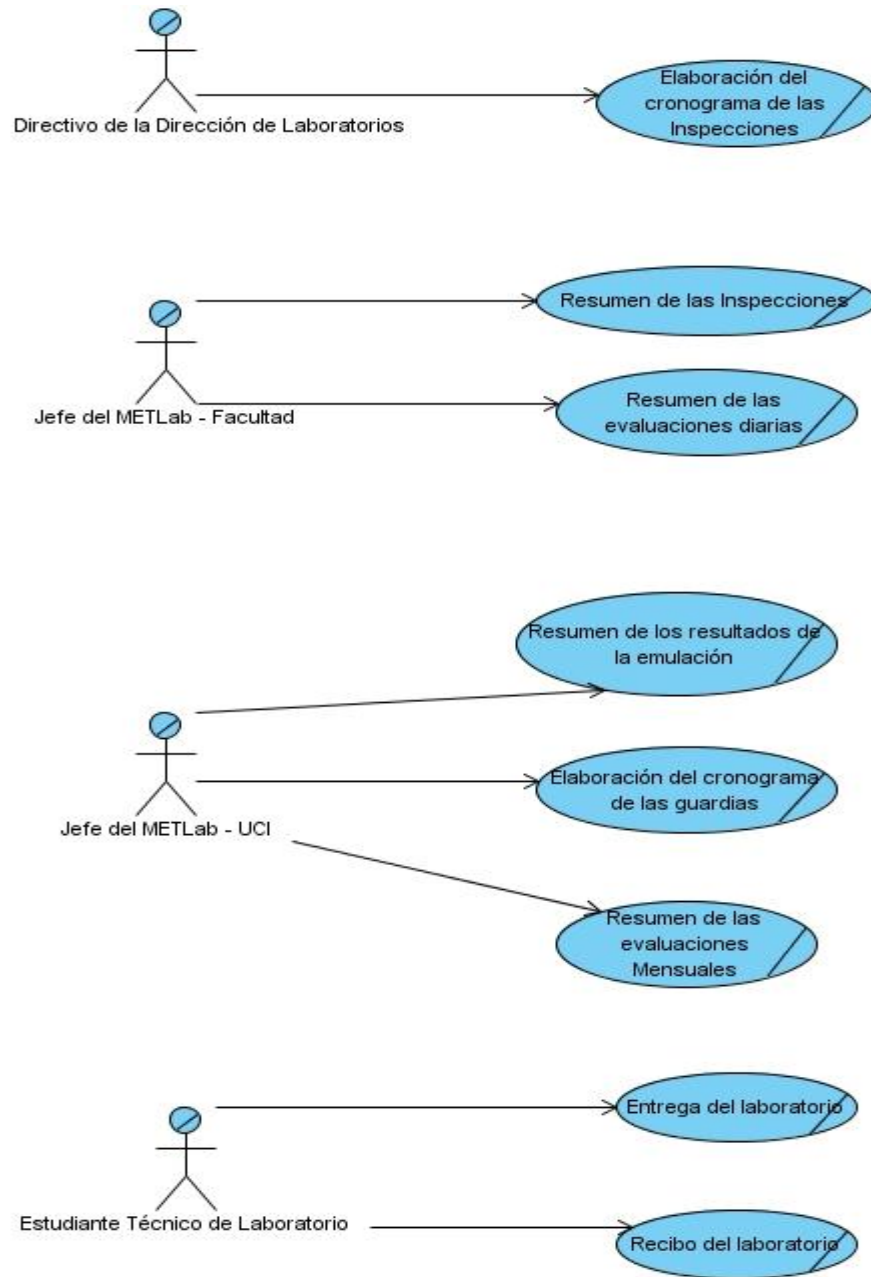 Elaboración del
cronograma de las
Inspecciones
Directivo de la Dirección de Laboratorios
Resumen de las Inspecciones
Resumen de las
evaluaciones diarias
Jefe del METLab - Facultad
Resumen de los resultados de
la emulación
Elaboración del cronograma
de las guardias
Jefe del METLab - UCI
Resumen de las
evaluaciones
Mensuales
Entrega del laboratorio
Estudiante Técnico de Laboratorio
Recibo del laboratorio